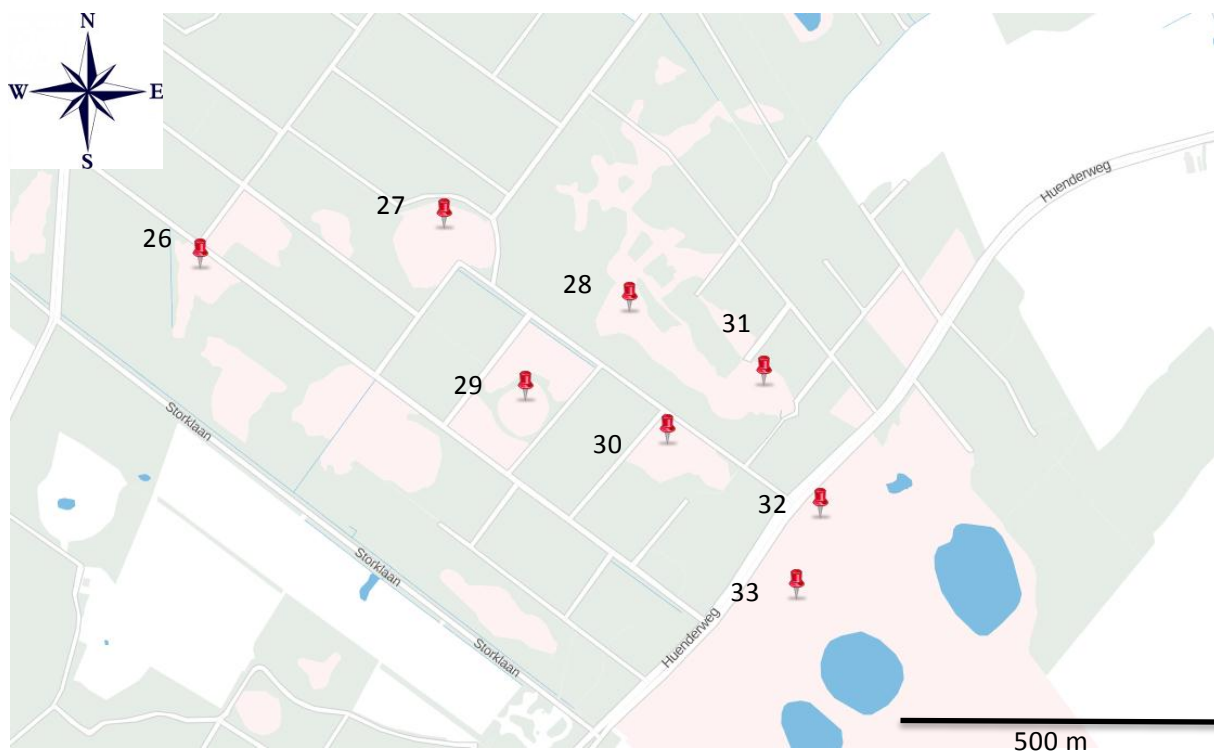 N
W E
S
Huenderweg
27
26
28
31
29
Storklaan
30
32
Storklaan
33
Huenderweg
Storklaan
500 m